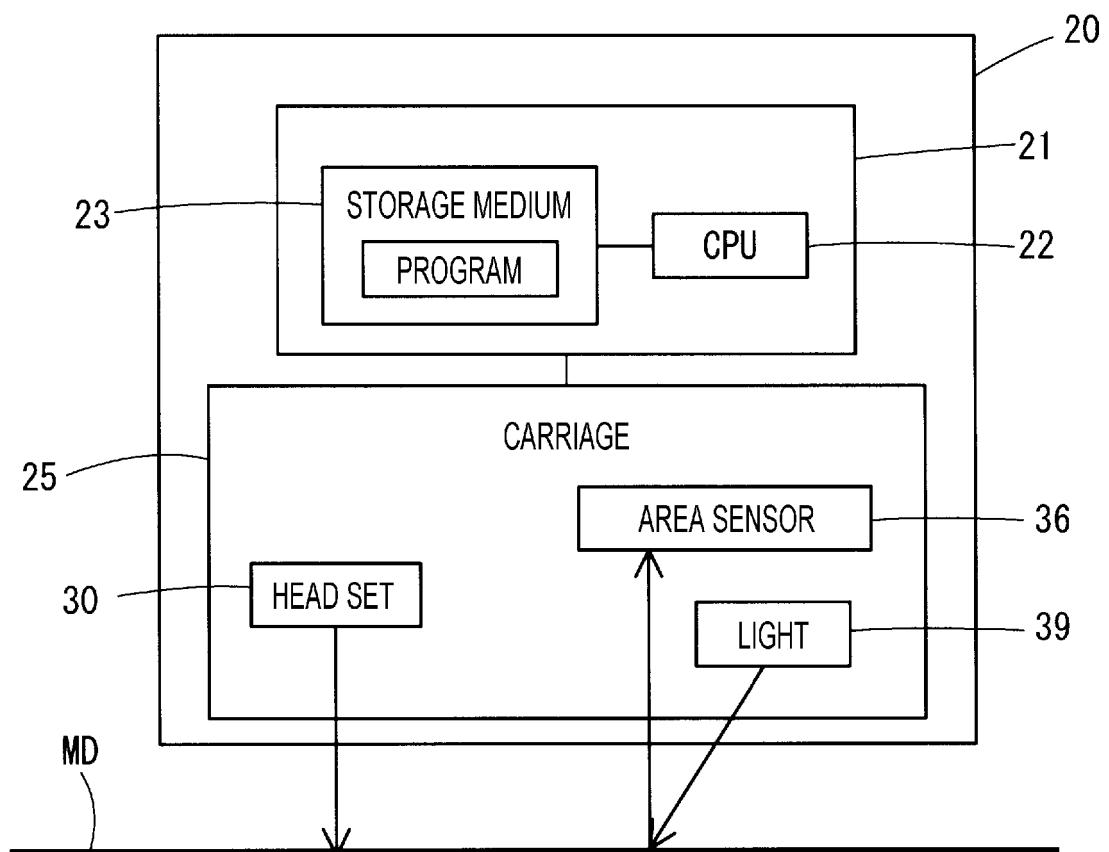 20
21
23
STORAGE MEDIUM
CPU
22
PROGRAM
CARRIAGE
25
AREA SENSOR
36
30
HEAD SET
LIGHT
39
MD